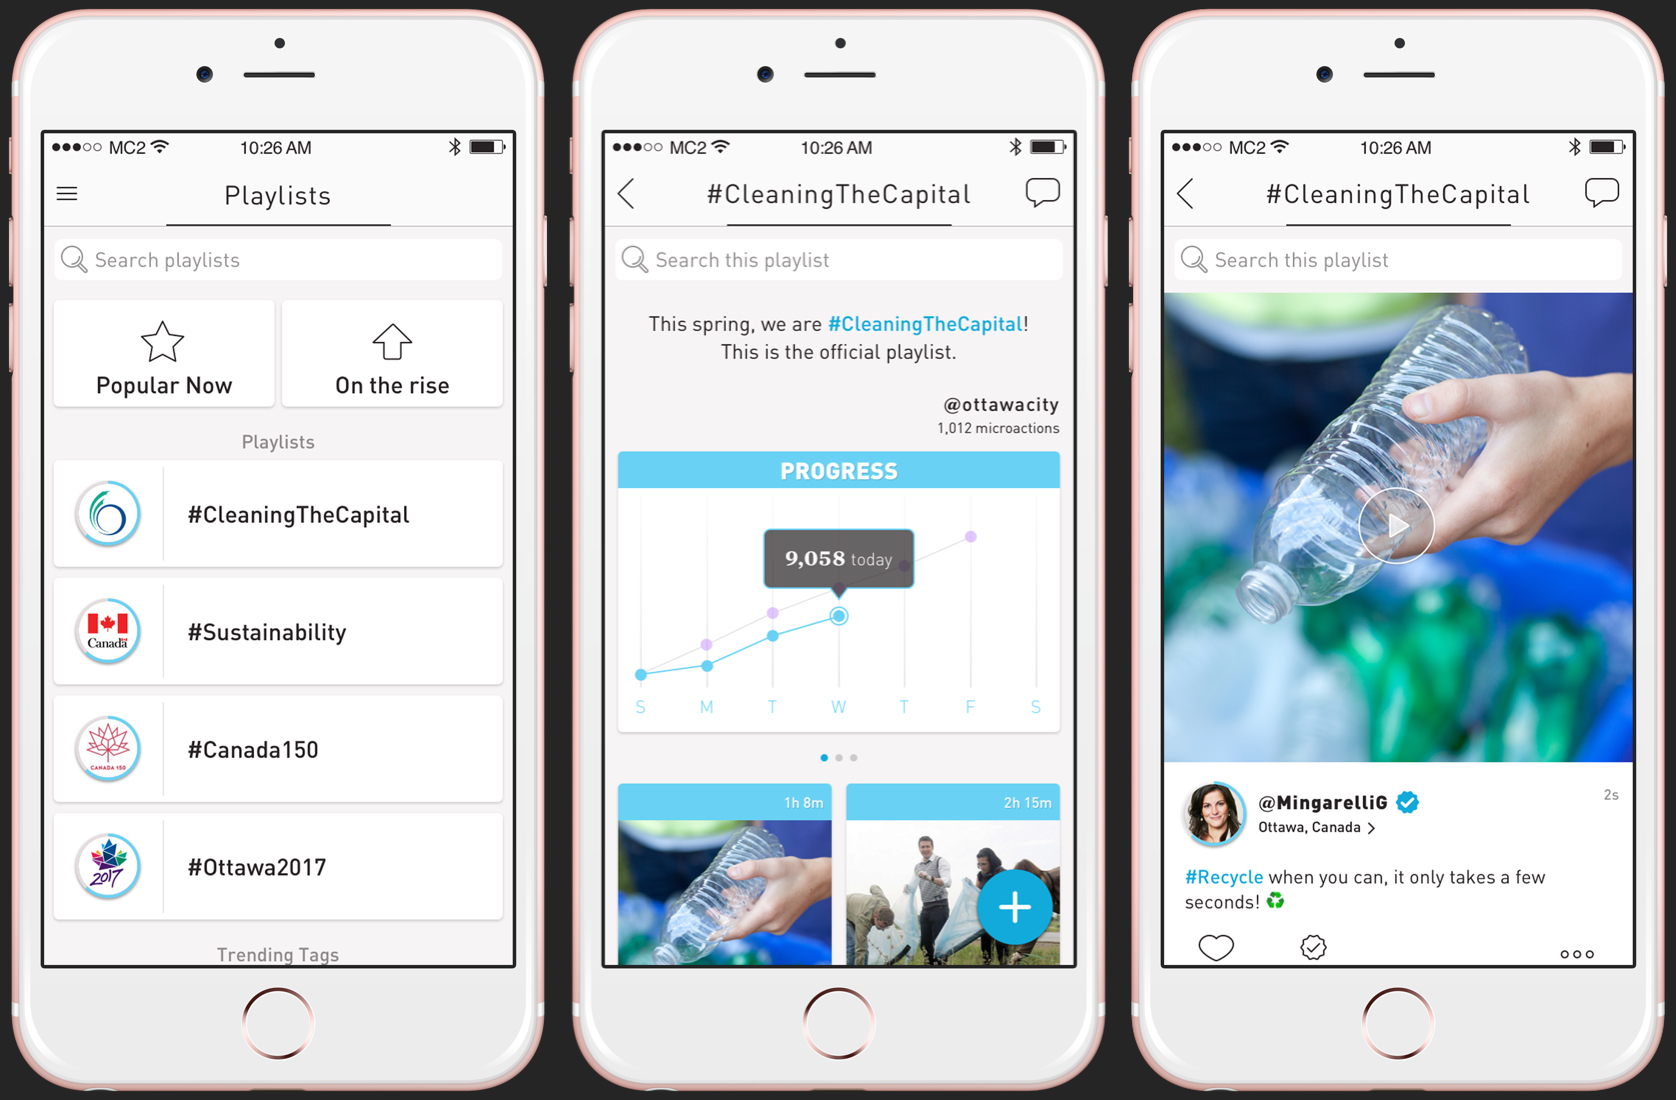 MC2
10:26 AM
Playlists
Search playlists
Popular Now
On the rise
Playlists
#CleaningTheCapital
Canada
#Sustainability
CANADA 150
#Canada150
2017
#Ottawa2017
Trending Tags
MC2
10:26 AM
#CleaningTheCapital
Search this playlist
This spring, we are #CleaningTheCapital!
This is the official playlist.
@ottawacity
1,012 microactions
PROGRESS
9,058 today
S M T W T F S
1h 8m
2h 15m
MC2
10:26 AM
#CleaningTheCapital
Search this playlist
@MingarelliG
2s
Ottawa, Canada >
#Recycle when you can, it only takes a few
seconds! ♻